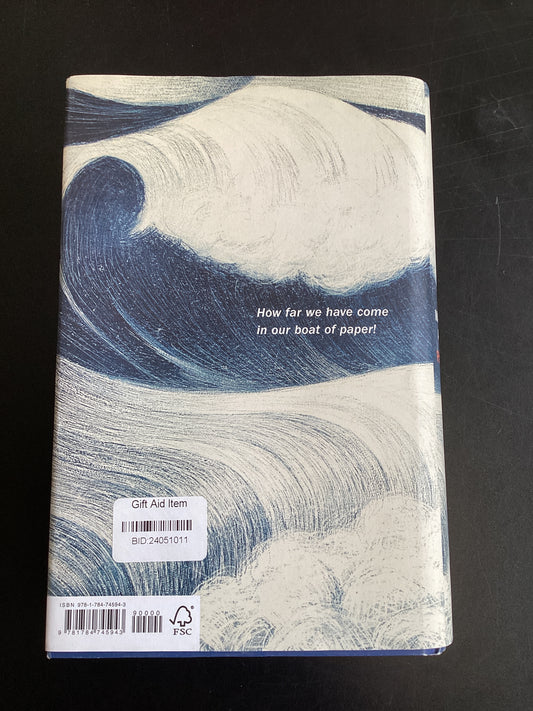 How far we have come
in our boat of paper!
Gift Aid Item
BID:24051011
ISBN 978-1-784-74594-3
90000
9 781784 745943
FSC